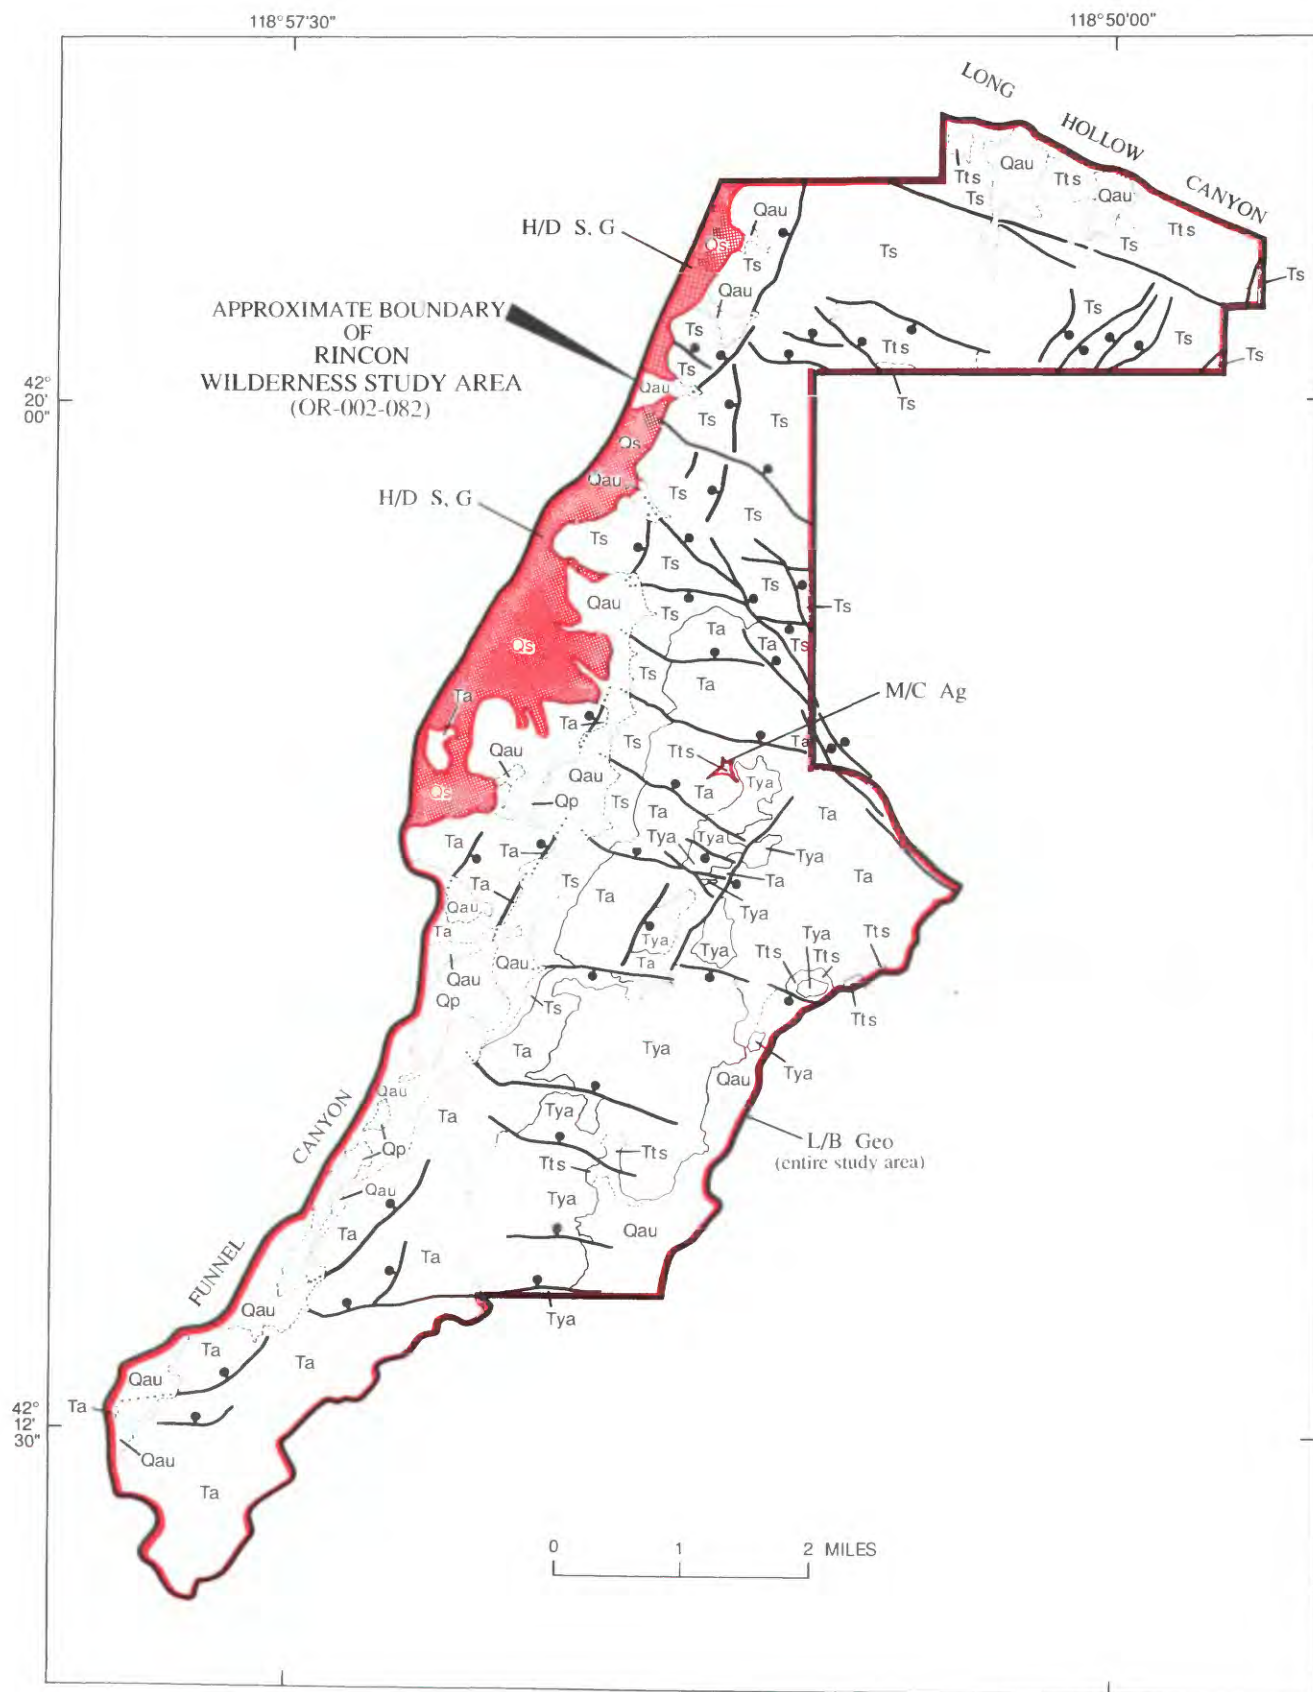 118°57'30"
118°50'00"
LONG
HOLLOW
CANYON
Qau
Tts
Tts
Ts
Qau
Tts
Ts
Ts
H/D S, G
Qs
Qau
Ts
Ts
Qau
APPROXIMATE BOUNDARY
OF
RINCON
WILDERNESS STUDY AREA
(OR-002-082)
Ts
Ts
Tts
Ts
Ts
Ts
Ts
42°
20'
00"
Qau
Ts
Ts
Qs
Qau
H/D S, G
Ts
Ts
Ts
Ts
Ts
Qau
Ts
Ts
Ta
Ta
Ts
Qs
Ts
Ta
M/C Ag
Ta
Ta
Ts
Tts
Ta
Qau
Qau
Tya
Ta
Qs
Qp
Ts
Ta
Ta
Ta
Tya
Tya
Tya
Ta
Ta
Ts
Ta
Ta
Ta
Qau
Tya
Ta
Qau
Tya
Ta
Tya
Tts
Tya
Tts
Tts
Qau
Qp
Ts
Tts
Ta
Tya
Tya
Qau
Qau
CANYON
Ta
Tya
L/B Geo
(entire study area)
Qp
Tts
Tts
Qau
Tya
Ta
Qau
Ta
FUNNEL
Qau
Tya
Ta
Ta
Qau
Ta
42°
12'
30"
Qau
Ta
0 1 2 MILES